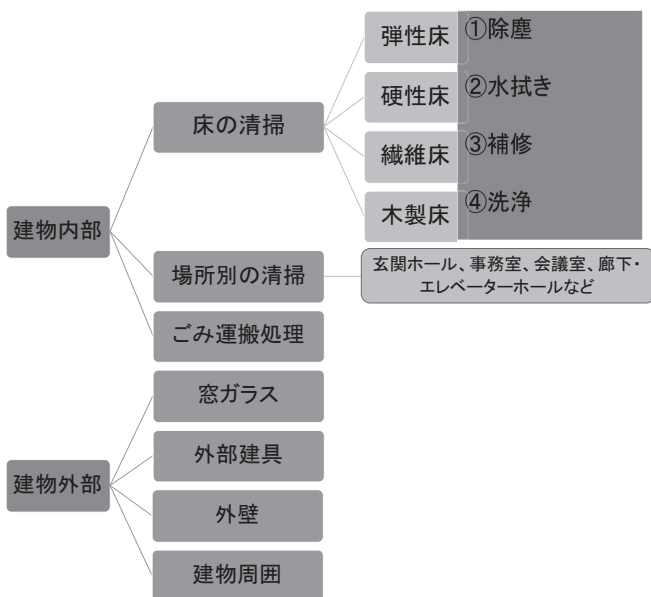 建物内部
床の清掃
弾性床
硬性床
繊維床
木製床
①除塵
②水拭き
③補修
④洗浄
場所別の清掃
玄関ホール、事務室、会議室、廊下・
エレベーターホールなど
ごみ運搬処理
建物外部
窓ガラス
外部建具
外壁
建物周囲